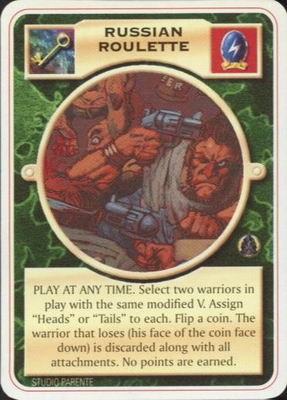 RUSSIAN
ROULETTE
PLAY AT ANY TIME. Select two warriors in
play with the same modified V. Assign
"Heads" or "Tails" to each. Flip a coin. The
warrior that loses (his face of the coin face
down) is discarded along with all
attachments. No points are earned.
STUDIO PARENTE